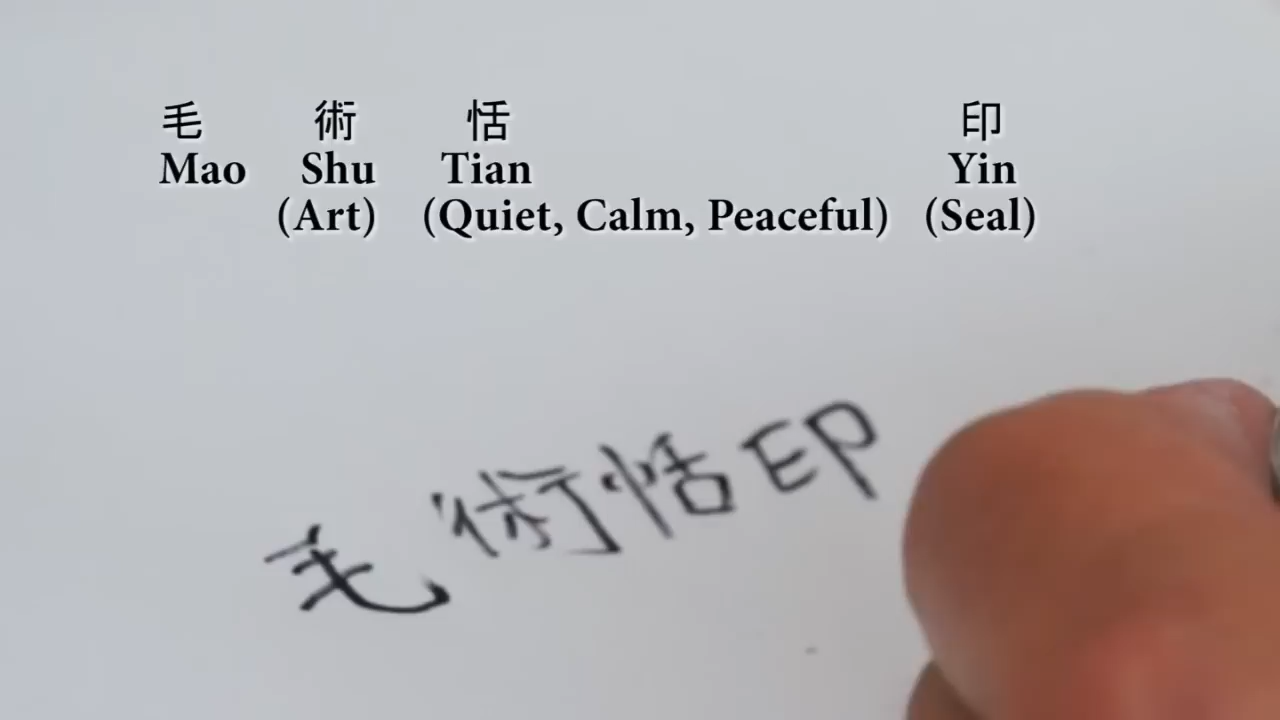 毛 術 恬 印
Mao Shu Tian Yin
(Art) (Quiet, Calm, Peaceful) (Seal)
毛術恬印